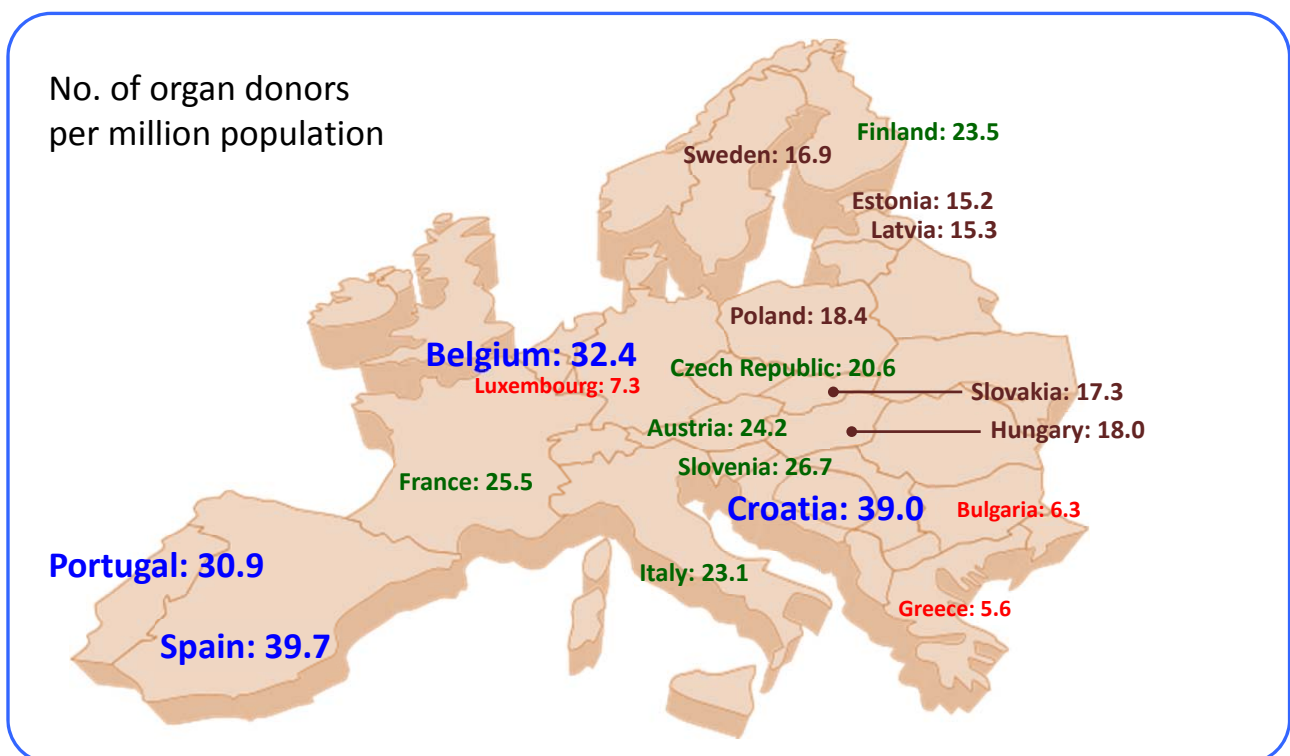 No. of organ donors
per million population
Finland: 23.5
Sweden: 16.9
Estonia: 15.2
Latvia: 15.3
Poland: 18.4
Belgium: 32.4
Czech Republic: 20.6
Luxembourg: 7.3
Slovakia: 17.3
Austria: 24.2
Hungary: 18.0
Slovenia: 26.7
France: 25.5
Croatia: 39.0
Bulgaria: 6.3
Portugal: 30.9
Italy: 23.1
Greece: 5.6
Spain: 39.7